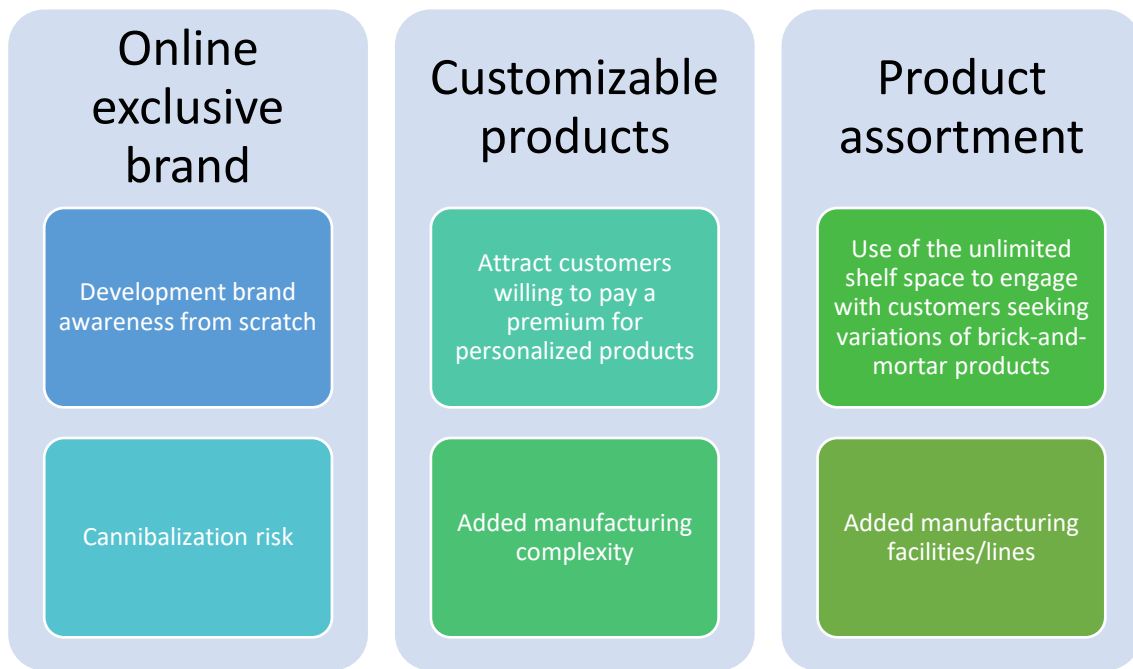 Online
exclusive
brand
Development brand
awareness from scratch
Cannibalization risk
Customizable
products
Attract customers
willing to pay a
premium for
personalized products
Added manufacturing
complexity
Product
assortment
Use of the unlimited
shelf space to engage
with customers seeking
variations of brick-and-
mortar products
Added manufacturing
facilities/lines